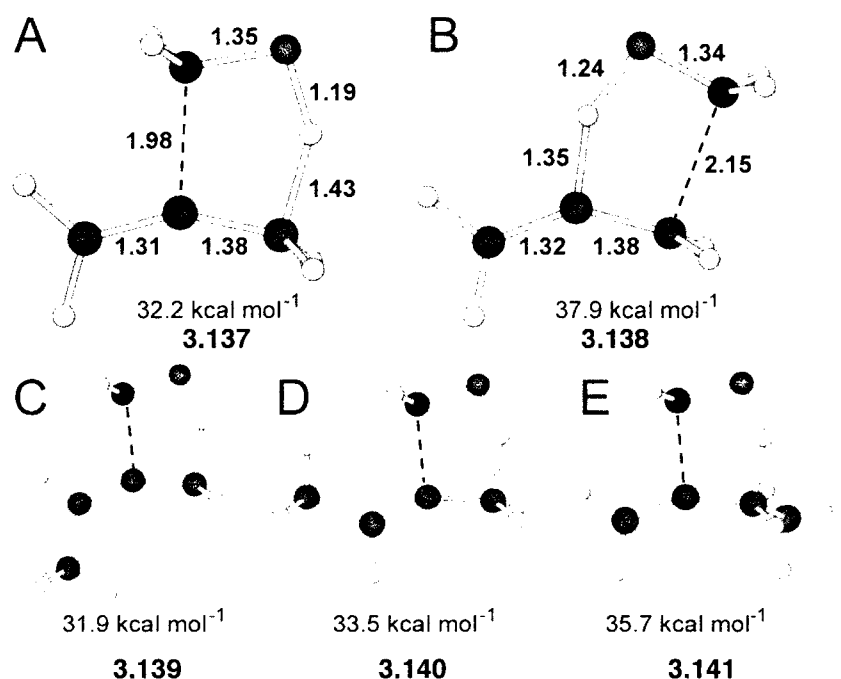 A
B
1.35
1.34
1.24
1.19
1.98
1.35
2.15
1.43
1.31
1.38
1.32
1.38
32.2 kcal mol⁻¹
37.9 kcal mol⁻¹
3.137
3.138
C
D
E
31.9 kcal mol⁻¹
33.5 kcal mol⁻¹
35.7 kcal mol⁻¹
3.139
3.140
3.141